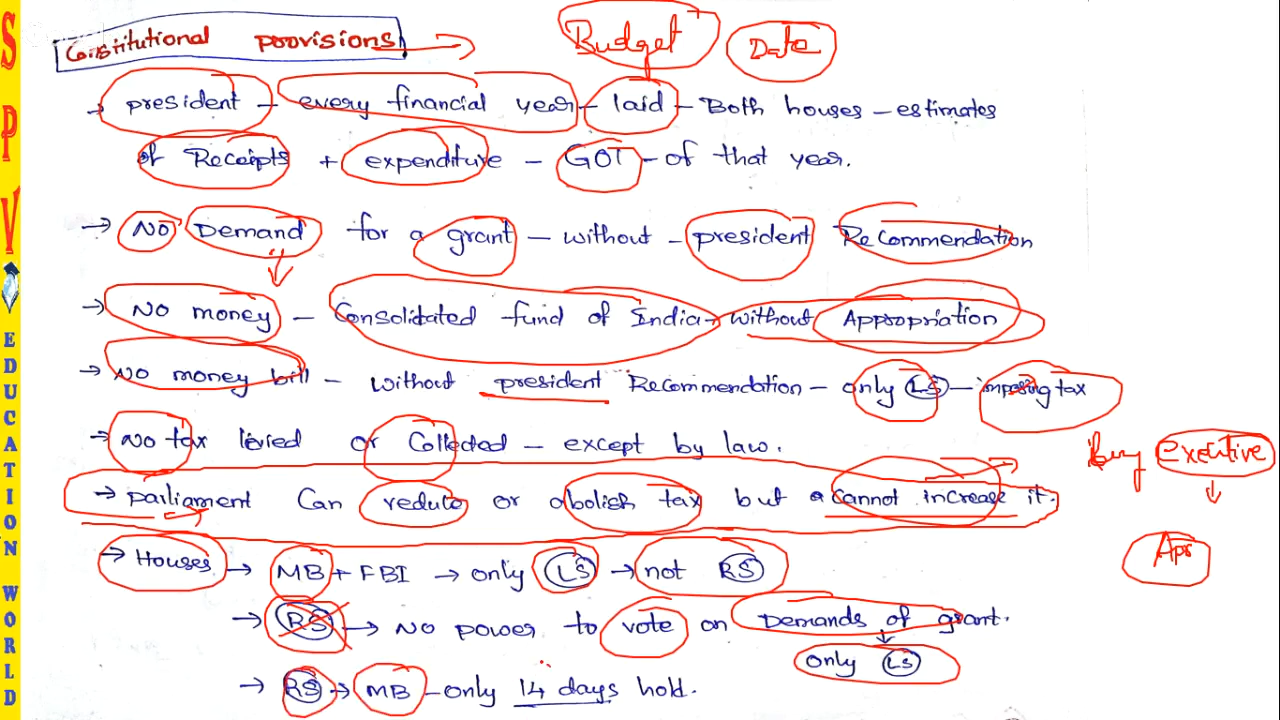 SPV EDUCATION WORLD
Constitutional provisions → Budget Date
→ president - every financial year - laid - Both houses - estimates
of Receipts + expenditure - GOI - of that year.
→ No Demand for a grant - without - president Recommendation
→ No money - Consolidated fund of India - without Appropriation
→ No money bill - without president Recommendation - only LS - imposing tax
→ No tax levied or Collected - except by law.
executive
→ parliament Can reduce or abolish tax but cannot increase it.
→ Houses → MB + FBI → only LS → not RS
Apr
→ RS → No power to vote on Demands of grant.
only LS
→ RS → MB - only 14 days hold.